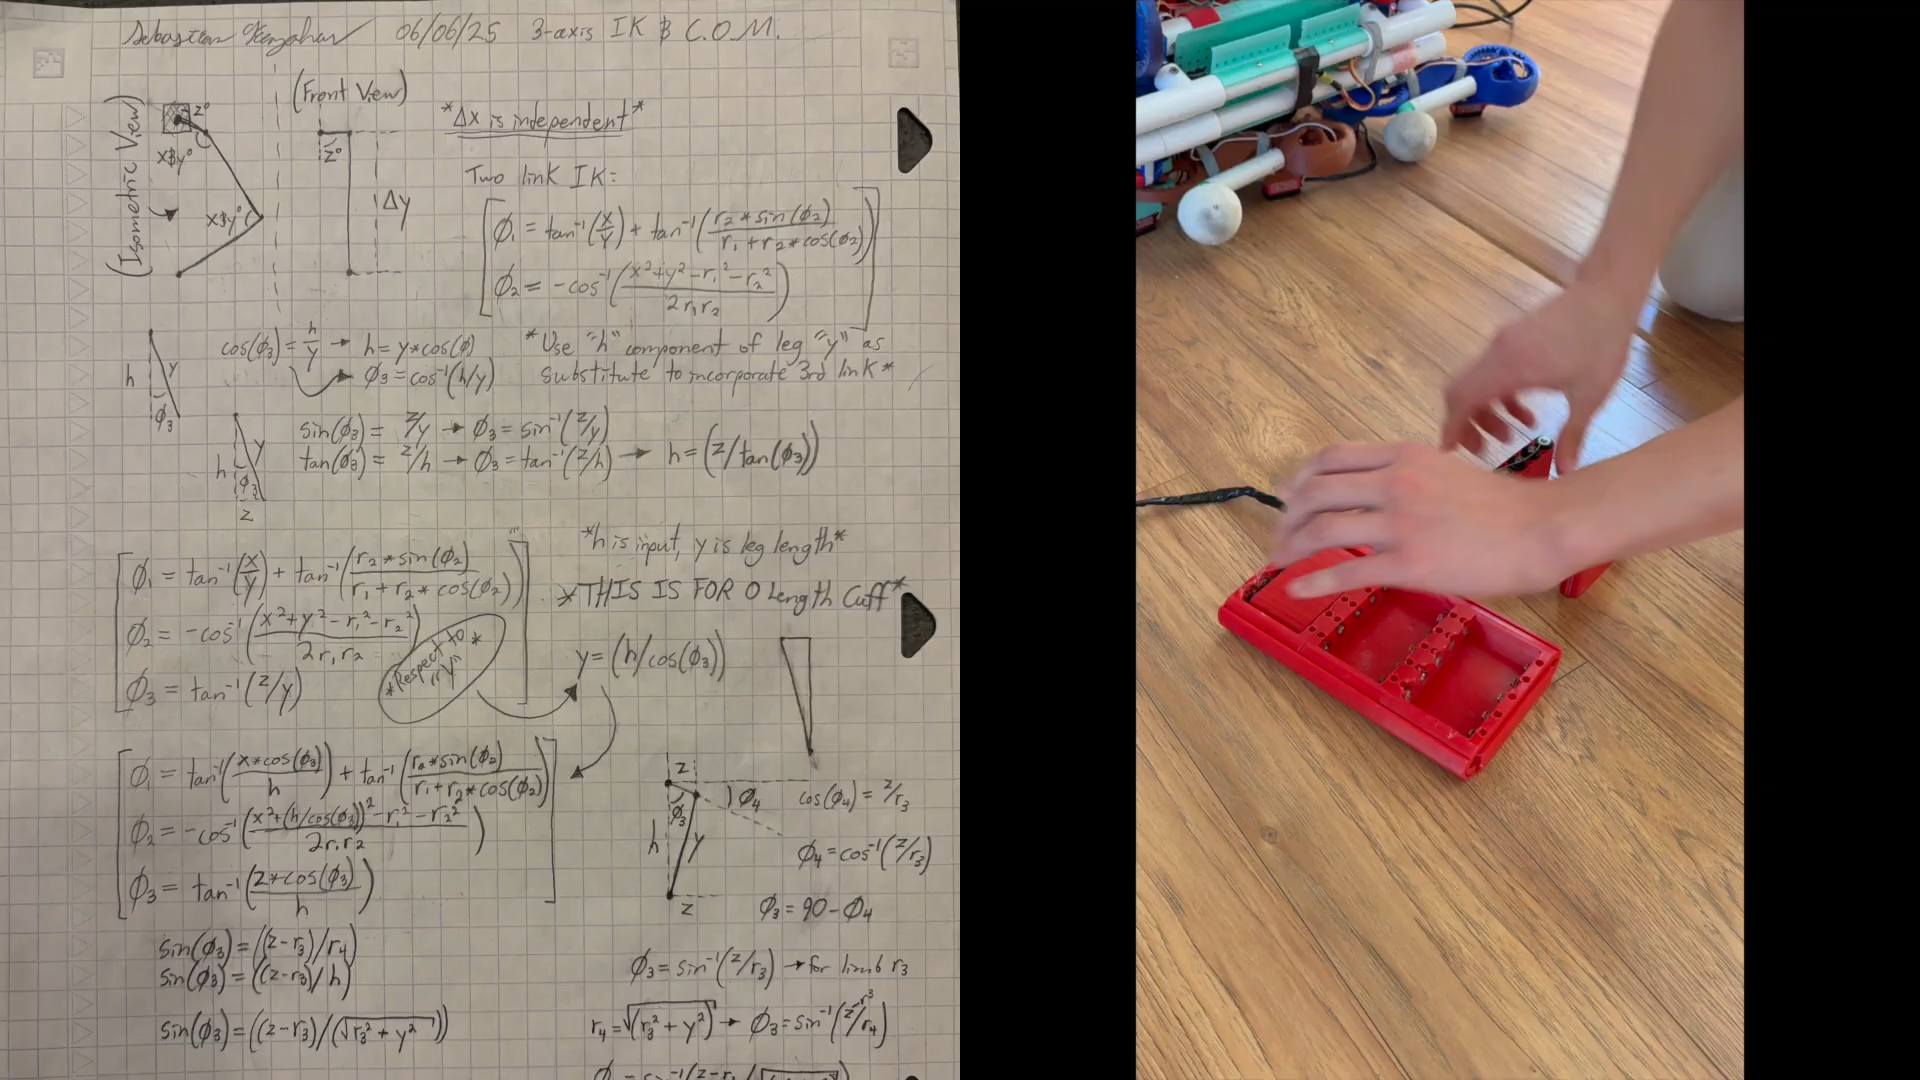 06/06/25 3-axis IK & C.O.M.
(Isometric View)
z°
x&y°
x&y°
(Front View)
z°
Δy
*Δx is independent*
Two link IK:
Φ₁ = tan⁻¹(x/y) + tan⁻¹(r₂*sin(Φ₂)/r₁+r₂*cos(Φ₂))
Φ₂ = -cos⁻¹(x²+y²-r₁²-r₂²/2r₁r₂)
h
y
Φ₃
cos(Φ₃) = h/y → h=y*cos(Φ)
Φ₃=cos⁻¹(h/y)
*Use "h" component of leg "y" as
substitute to incorporate 3rd link*
h
y
Φ₃
z
sin(Φ₃) = z/y → Φ₃=sin⁻¹(z/y)
tan(Φ₃) = z/h → Φ₃=tan⁻¹(z/h) → h=(z/tan(Φ₃))
*h is input, y is leg length*
*THIS IS FOR 0 Length Cuff*
Φ₁ = tan⁻¹(x/y) + tan⁻¹(r₂*sin(Φ₂)/r₁+r₂*cos(Φ₂))
Φ₂ = -cos⁻¹(x²+y²-r₁²-r₂²/2r₁r₂)
Φ₃ = tan⁻¹(z/y)
*Respect to
"y"*
y=(h/cos(Φ₃))
Φ₁ = tan⁻¹(x*cos(Φ₃)/h) + tan⁻¹(r₂*sin(Φ₂)/r₁+r₂*cos(Φ₂))
Φ₂ = -cos⁻¹(x²+(h/cos(Φ₃))²-r₁²-r₂²/2r₁r₂)
Φ₃ = tan⁻¹(z*cos(Φ₃)/h)
z
Φ₃
h
y
z
Φ₄
cos(Φ₄) = z/r₃
Φ₄=cos⁻¹(z/r₃)
Φ₃=90-Φ₄
sin(Φ₃)=((z-r₃)/r₄)
sin(Φ₃)=((z-r₃)/h)
sin(Φ₃)=((z-r₃)/(√r₃²+y²))
Φ₃=sin⁻¹(z/r₃) → for limb r₃
r₄=√(r₃²+y²) → Φ₃=sin⁻¹(z-r₃/r₄)